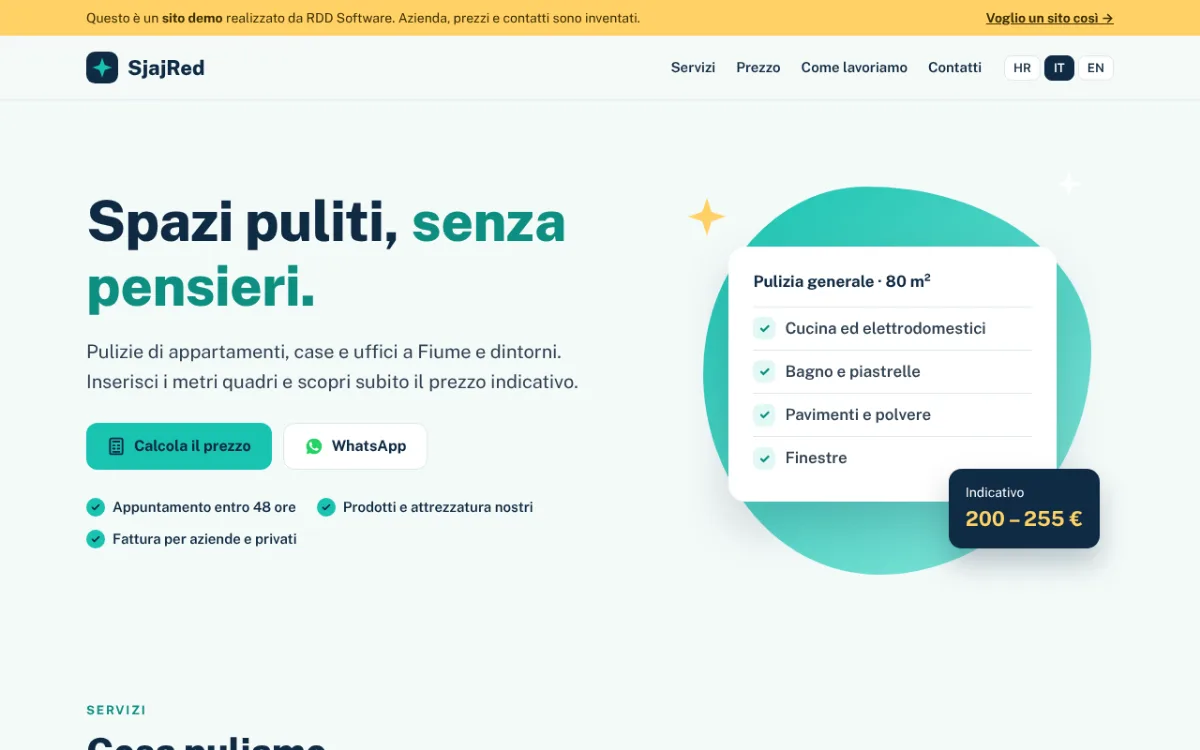 Questo è un sito demo realizzato da RDD Software. Azienda, prezzi e contatti sono inventati.
Voglio un sito così →
SjajRed
Servizi
Prezzo
Come lavoriamo
Contatti
HR
IT
EN
Spazi puliti, senza
pensieri.
Pulizie di appartamenti, case e uffici a Fiume e dintorni.
Inserisci i metri quadri e scopri subito il prezzo indicativo.
Calcola il prezzo
WhatsApp
Appuntamento entro 48 ore
Prodotti e attrezzatura nostri
Fattura per aziende e privati
Pulizia generale · 80 m²
Cucina ed elettrodomestici
Bagno e piastrelle
Pavimenti e polvere
Finestre
Indicativo
200 – 255 €
SERVIZI
Cosa puliamo